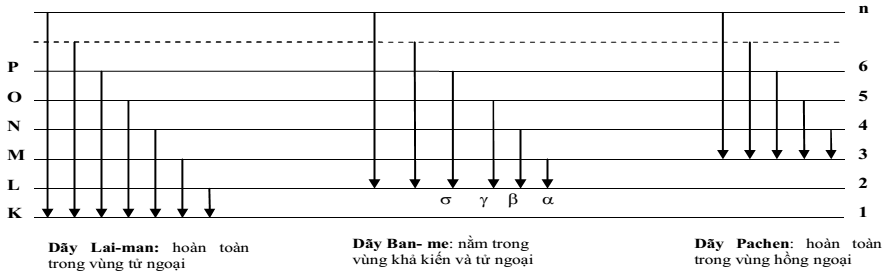 n
P 6
O 5
N 4
M 3
L 2
σ γ β α
K 1
Dãy Lai-man: hoàn toàn
trong vùng tử ngoại
Dãy Ban- me: nằm trong
vùng khả kiến và tử ngoại
Dãy Pachen: hoàn toàn
trong vùng hồng ngoại